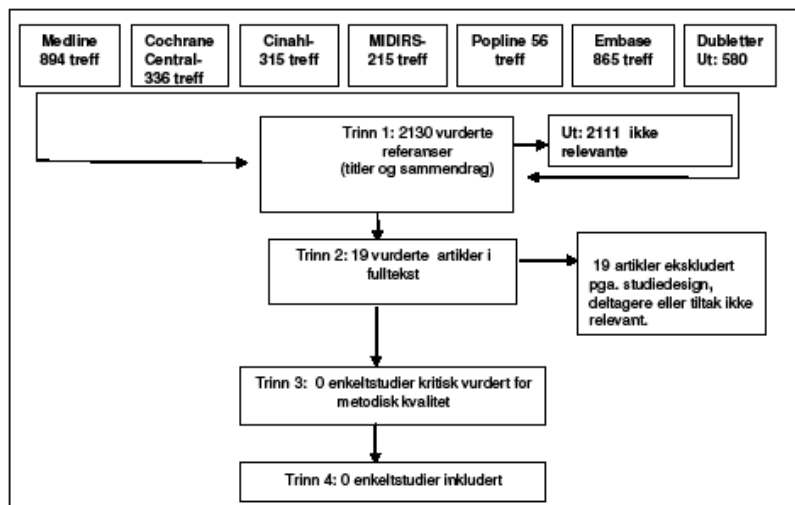 Medline
894 treff
Cochrane
Central-
336 treff
Cinahl-
315 treff
MIDIRS-
215 treff
Popline 56
treff
Embase
865 treff
Dubletter
Ut: 580
Trinn 1: 2130 vurderte
referanser
(titler og sammendrag)
Ut: 2111 ikke
relevante
Trinn 2: 19 vurderte artikler i
fulltekst
19 artikler ekskludert
pga. studiedesign,
deltagere eller tiltak ikke
relevant.
Trinn 3: 0 enkeltstudier kritisk vurdert for
metodisk kvalitet
Trinn 4: 0 enkeltstudier inkludert